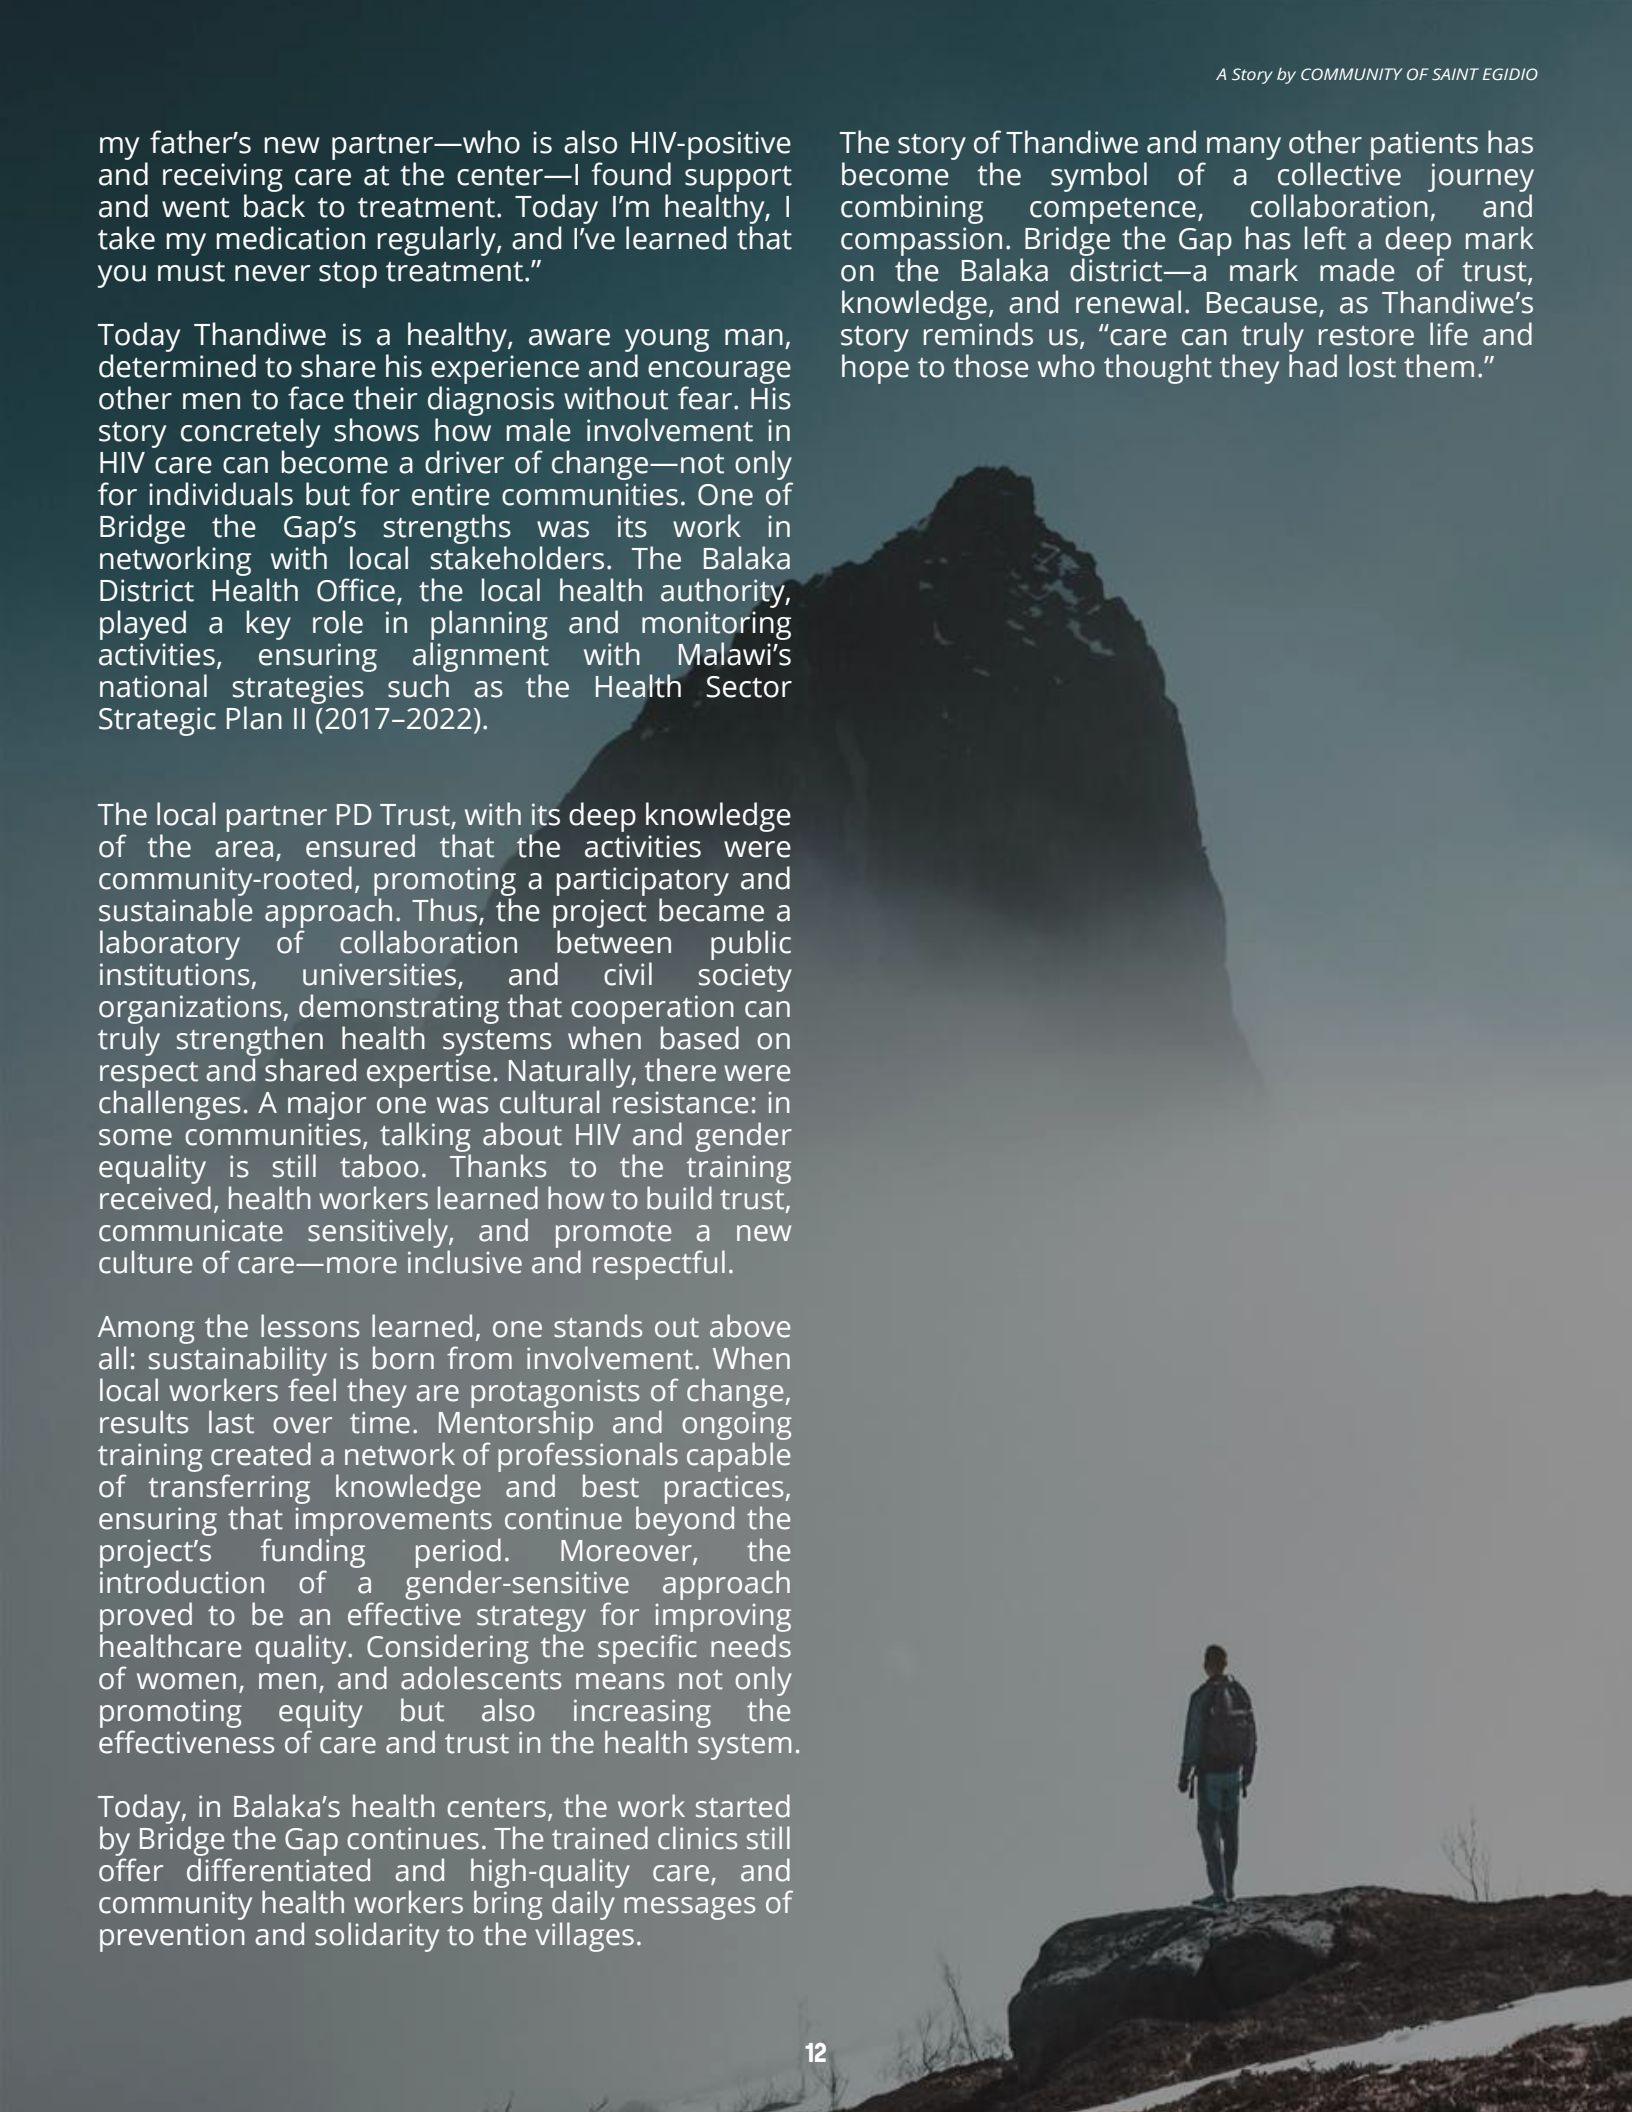 A Story by COMMUNITY OF SAINT EGIDIO
my father’s new partner—who is also HIV-positive
and receiving care at the center—I found support
and went back to treatment. Today I’m healthy, I
take my medication regularly, and I’ve learned that
you must never stop treatment.”
Today Thandiwe is a healthy, aware young man,
determined to share his experience and encourage
other men to face their diagnosis without fear. His
story concretely shows how male involvement in
HIV care can become a driver of change—not only
for individuals but for entire communities. One of
Bridge the Gap’s strengths was its work in
networking with local stakeholders. The Balaka
District Health Office, the local health authority,
played a key role in planning and monitoring
activities, ensuring alignment with Malawi’s
national strategies such as the Health Sector
Strategic Plan II (2017–2022).
The local partner PD Trust, with its deep knowledge
of the area, ensured that the activities were
community-rooted, promoting a participatory and
sustainable approach. Thus, the project became a
laboratory of collaboration between public
institutions, universities, and civil society
organizations, demonstrating that cooperation can
truly strengthen health systems when based on
respect and shared expertise. Naturally, there were
challenges. A major one was cultural resistance: in
some communities, talking about HIV and gender
equality is still taboo. Thanks to the training
received, health workers learned how to build trust,
communicate sensitively, and promote a new
culture of care—more inclusive and respectful.
Among the lessons learned, one stands out above
all: sustainability is born from involvement. When
local workers feel they are protagonists of change,
results last over time. Mentorship and ongoing
training created a network of professionals capable
of transferring knowledge and best practices,
ensuring that improvements continue beyond the
project’s funding period. Moreover, the
introduction of a gender-sensitive approach
proved to be an effective strategy for improving
healthcare quality. Considering the specific needs
of women, men, and adolescents means not only
promoting equity but also increasing the
effectiveness of care and trust in the health system.
Today, in Balaka’s health centers, the work started
by Bridge the Gap continues. The trained clinics still
offer differentiated and high-quality care, and
community health workers bring daily messages of
prevention and solidarity to the villages.
The story of Thandiwe and many other patients has
become the symbol of a collective journey
combining competence, collaboration, and
compassion. Bridge the Gap has left a deep mark
on the Balaka district—a mark made of trust,
knowledge, and renewal. Because, as Thandiwe’s
story reminds us, “care can truly restore life and
hope to those who thought they had lost them.”
12